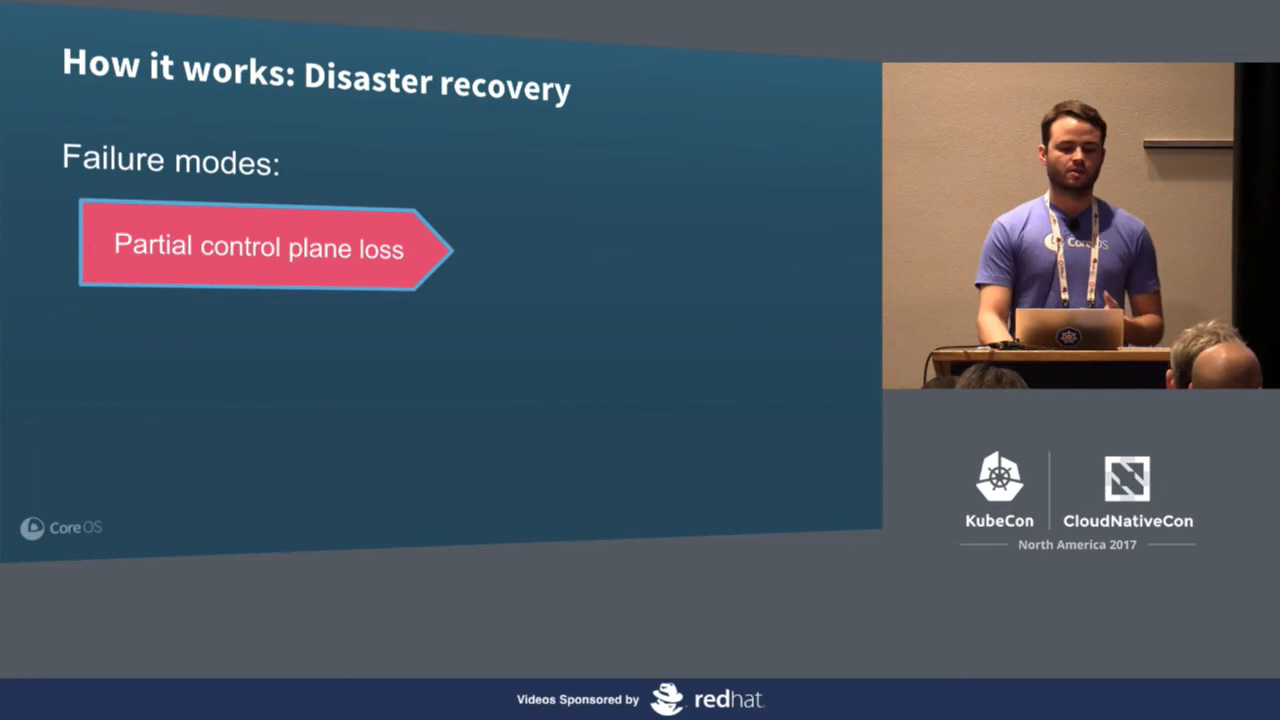 How it works: Disaster recovery
Failure modes:
Partial control plane loss
CoreOS
CoreOS
KubeCon
CloudNativeCon
North America 2017
Videos Sponsored by
redhat.